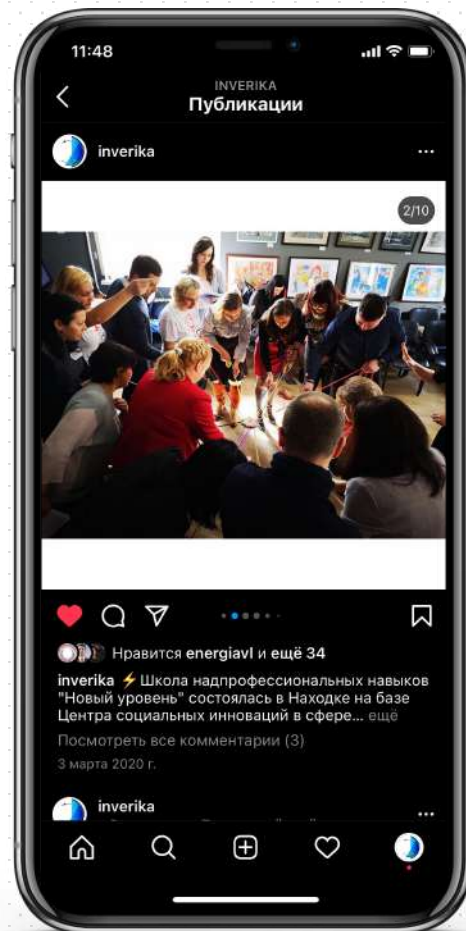 11:48
INVERIKA
Публикации
inverika
2/10
Нравится energiavl и ещё 34
inverika ⚡Школа надпрофессиональных навыков
"Новый уровень" состоялась в Находке на базе
Центра социальных инноваций в сфере... ещё
Посмотреть все комментарии (3)
3 марта 2020 г.
inverika